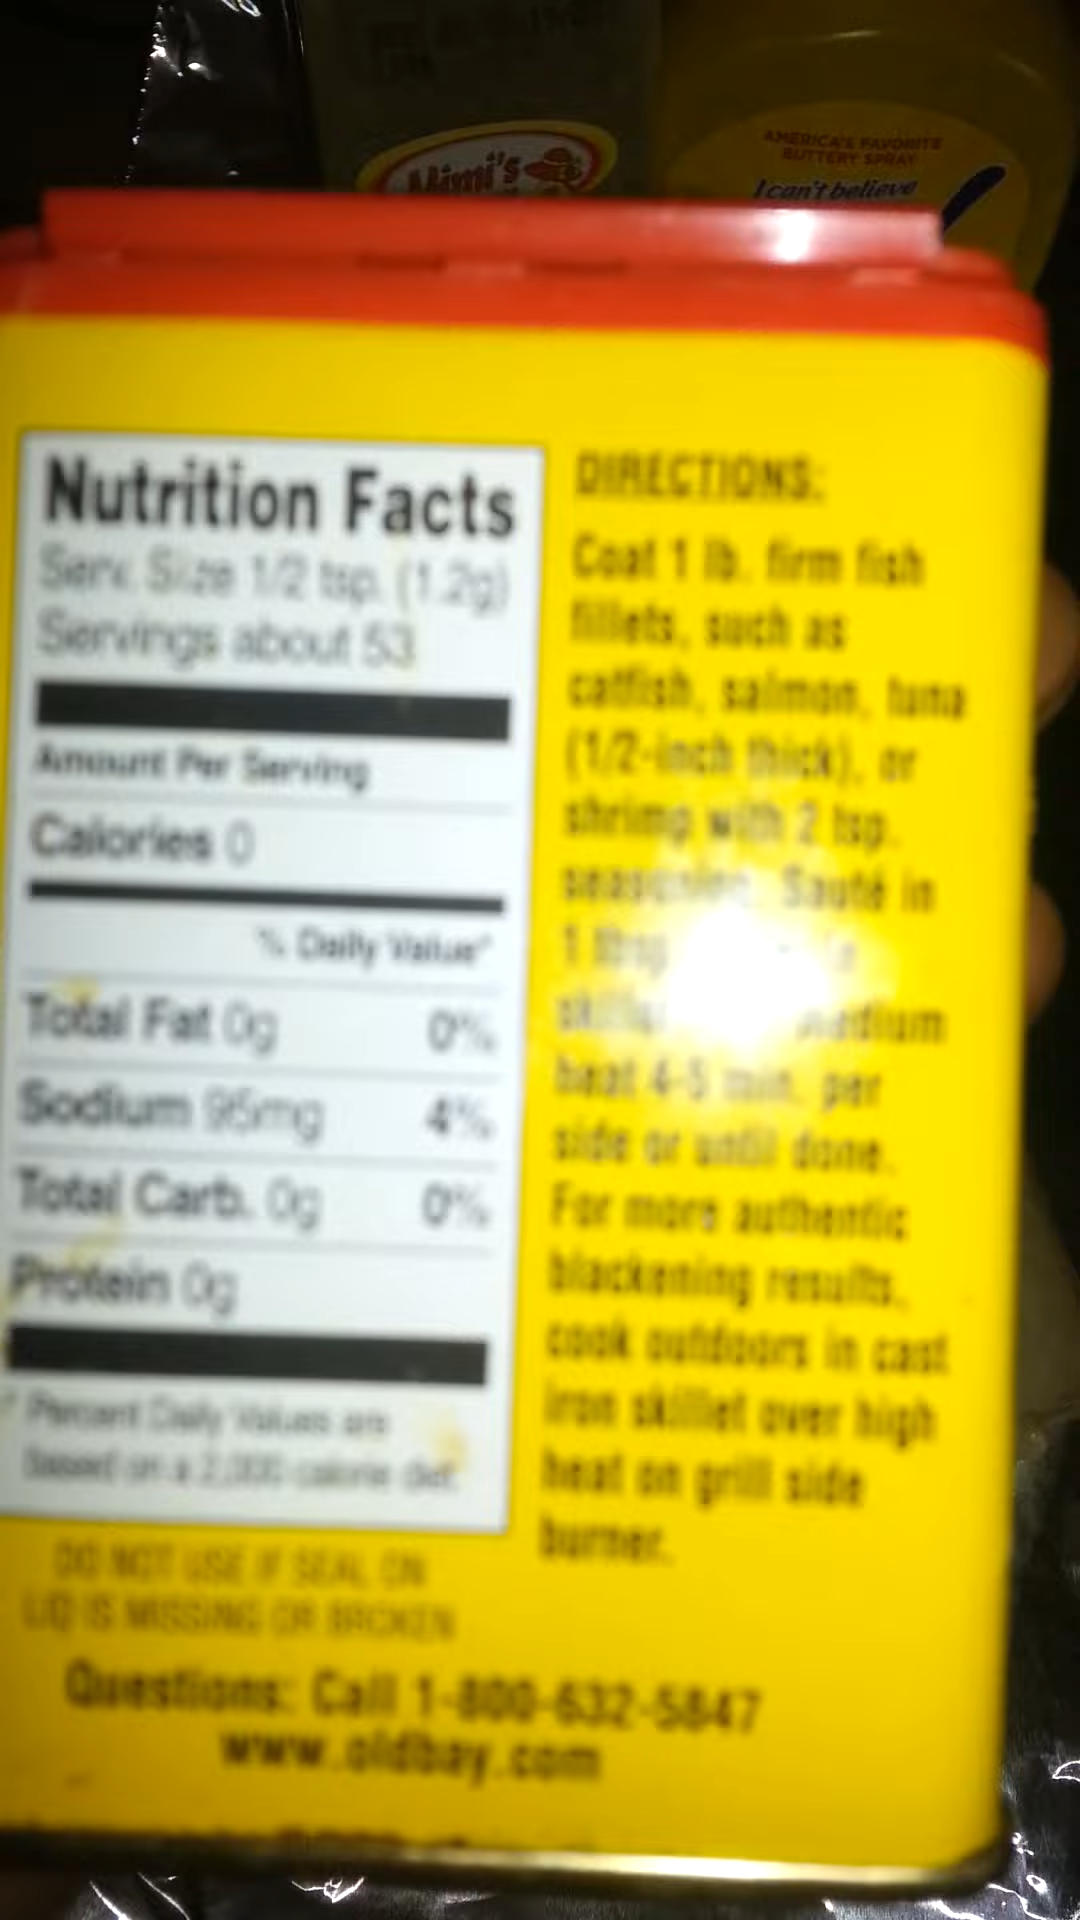 Mimi's
AMERICA'S FAVORITE
BUTTERY SPRAY
I can't believe
Nutrition Facts
Serv. Size 1/2 tsp. (1.2g)
Servings about 53
Amount Per Serving
Calories 0
% Daily Value*
Total Fat 0g 0%
Sodium 95mg 4%
Total Carb. 0g 0%
Protein 0g
* Percent Daily Values are
based on a 2,000 calorie diet.
DIRECTIONS:
Coat 1 lb. firm fish
fillets, such as
catfish, salmon, tuna
(1/2-inch thick), or
shrimp with 2 tsp.
Sauté in
1 tbsp
medium
heat 4-5 min. per
side or until done.
For more authentic
blackening results,
cook outdoors in cast
iron skillet over high
heat on grill side
burner.
DO NOT USE IF SEAL ON
LID IS MISSING OR BROKEN
Questions: Call 1-800-632-5847
www.oldbay.com